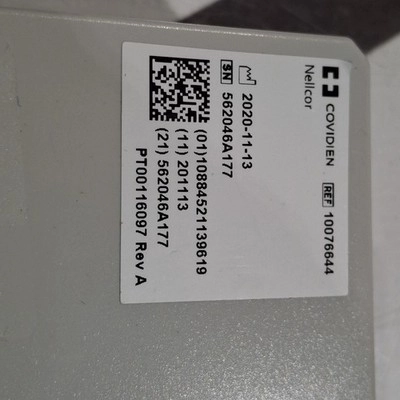 COVIDIEN
Nellcor
REF 10076644
2020-11-13
SN 562046A177
(01)10884521139619
(11) 201113
(21) 562046A177
PT00116097 Rev A